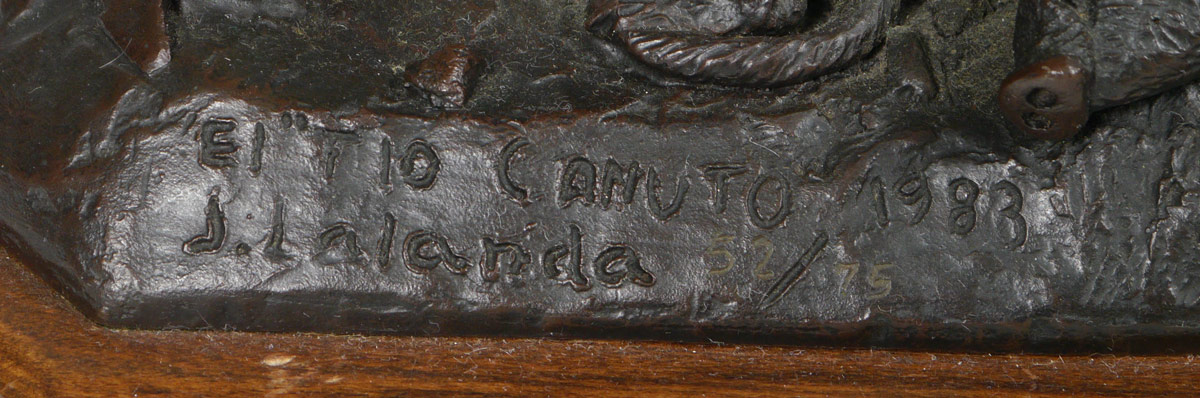 El "TIO CANUTO 1983
J. Lalanda 52/75